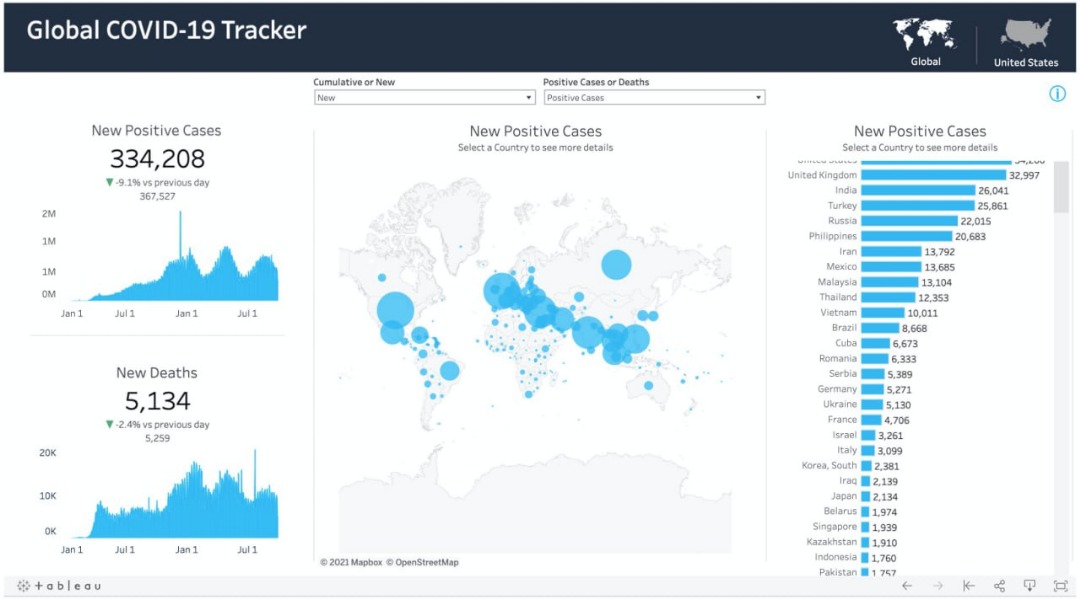 Global COVID-19 Tracker
Global
United States
Cumulative or New
New
Positive Cases or Deaths
Positive Cases
New Positive Cases
334,208
-9.1% vs previous day
367,527
2M
1M
1M
0M
Jan 1 Jul 1 Jan 1 Jul 1
New Deaths
5,134
-2.4% vs previous day
5,259
20K
10K
0K
Jan 1 Jul 1 Jan 1 Jul 1
New Positive Cases
Select a Country to see more details
© 2021 Mapbox © OpenStreetMap
New Positive Cases
Select a Country to see more details
United States
United Kingdom 32,997
India 26,041
Turkey 25,861
Russia 22,015
Philippines 20,683
Iran 13,792
Mexico 13,685
Malaysia 13,104
Thailand 12,353
Vietnam 10,011
Brazil 8,668
Cuba 6,673
Romania 6,333
Serbia 5,389
Germany 5,271
Ukraine 5,130
France 4,706
Israel 3,261
Italy 3,099
Korea, South 2,381
Iraq 2,139
Japan 2,134
Belarus 1,974
Singapore 1,939
Kazakhstan 1,910
Indonesia 1,760
Pakistan 1,757
+ableau